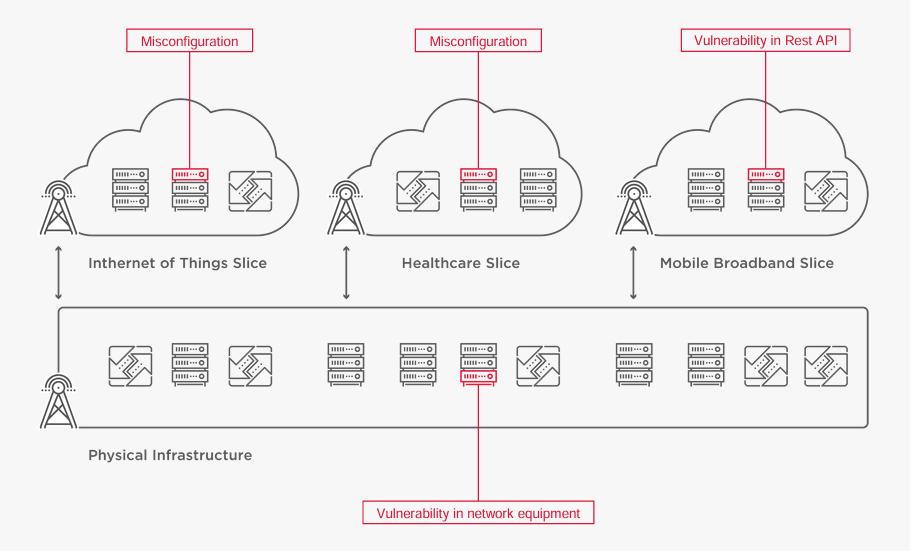 Misconfiguration
Misconfiguration
Vulnerability in Rest API
Inthernet of Things Slice
Healthcare Slice
Mobile Broadband Slice
Physical Infrastructure
Vulnerability in network equipment